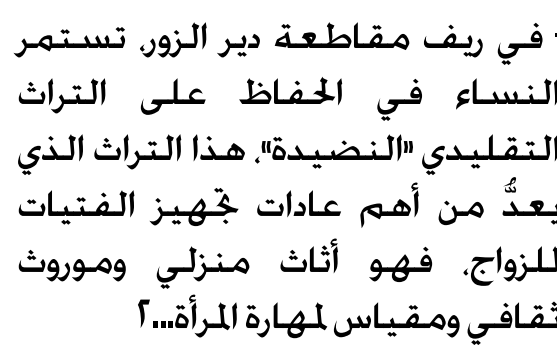 - في ريف مقاطعة دير الزور، تستمر
النساء في الحفاظ على التراث
التقليدي «النضيدة»، هذا التراث الذي
يعدُّ من أهم عادات تجهيز الفتيات
للزواج، فهو أثاث منزلي وموروث
ثقافي ومقياس لمهارة المرأة...٢